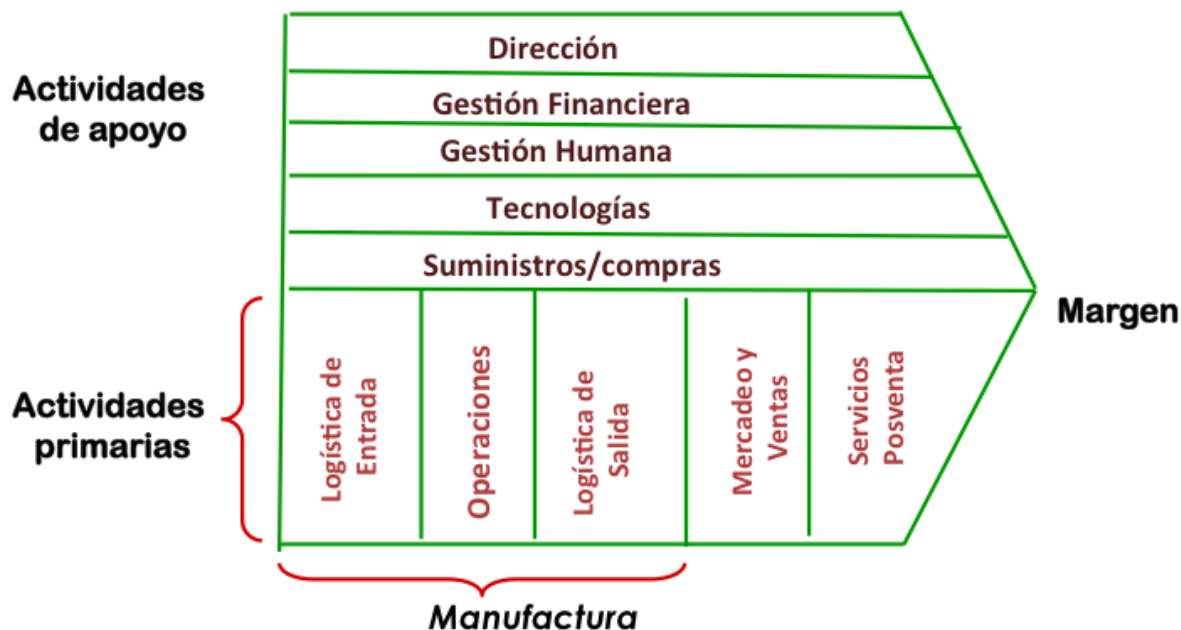 Dirección
Actividades
de apoyo
Gestión Financiera
Gestión Humana
Tecnologías
Suministros/compras
Margen
Actividades
primarias
Logística de
Entrada
Operaciones
Logística de
Salida
Mercadeo y
Ventas
Servicios
Posventa
Manufactura